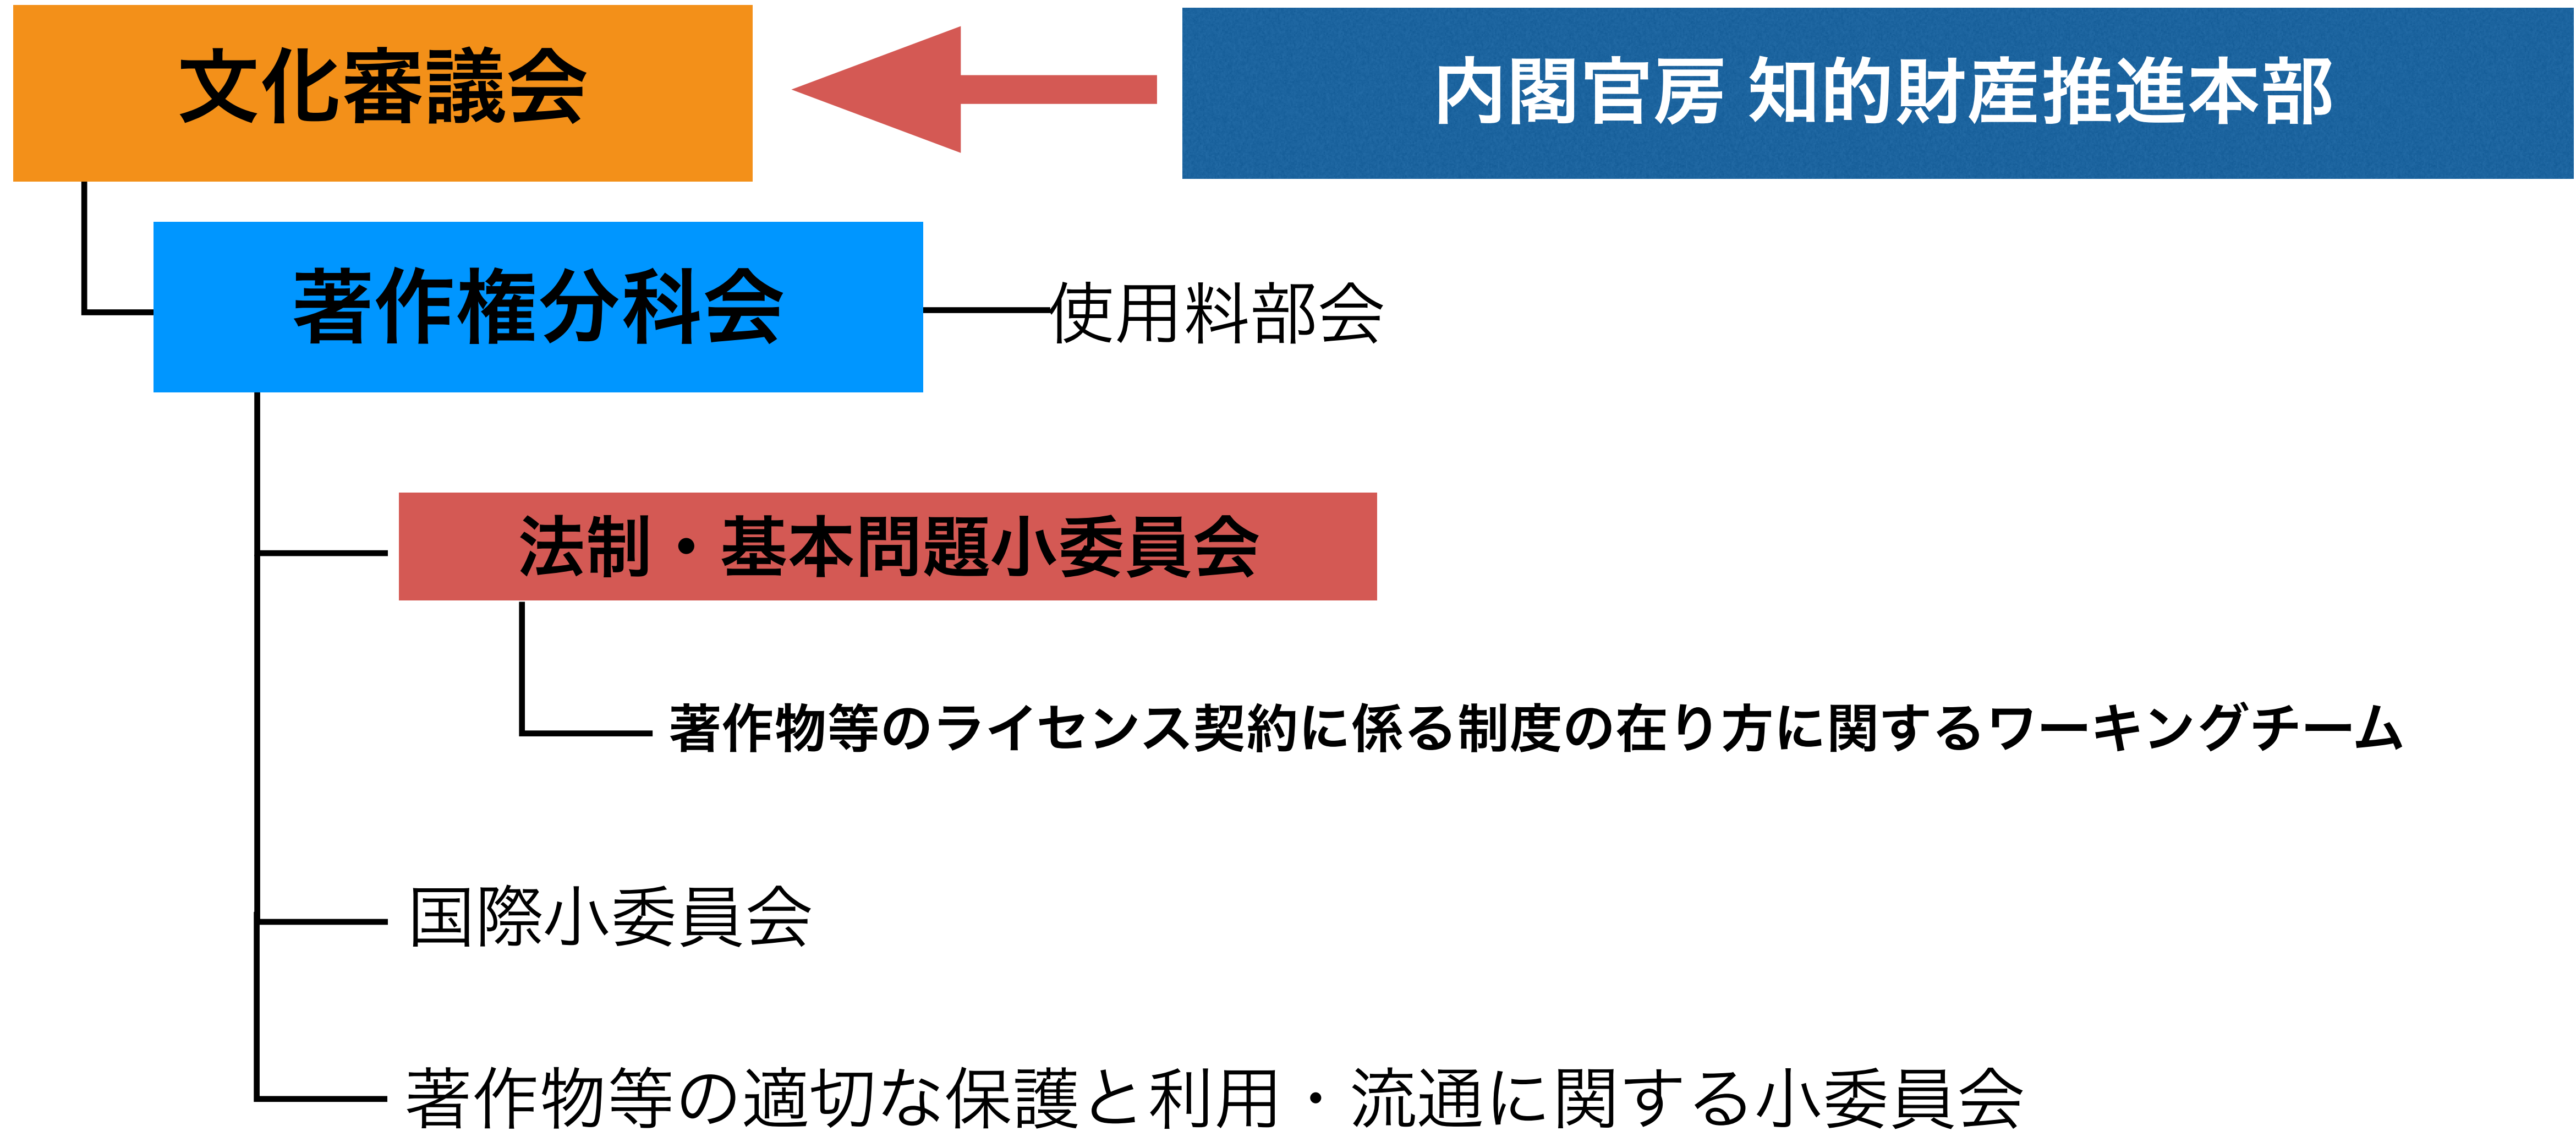 文化審議会
内閣官房 知的財産推進本部
著作権分科会
使用料部会
法制・基本問題小委員会
著作物等のライセンス契約に係る制度の在り方に関するワーキングチーム
国際小委員会
著作物等の適切な保護と利用・流通に関する小委員会